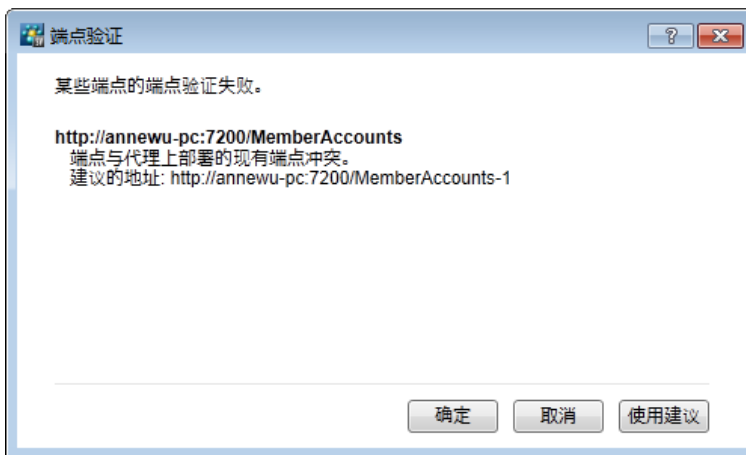 端点验证
某些端点的端点验证失败。
http://annewu-pc:7200/MemberAccounts
端点与代理上部署的现有端点冲突。
建议的地址: http://annewu-pc:7200/MemberAccounts-1
确定 取消 使用建议